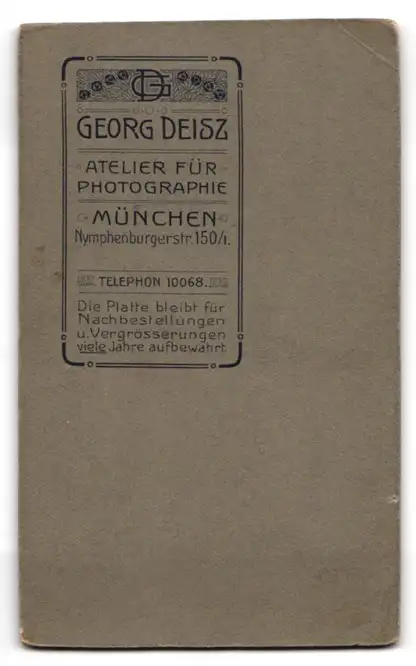 GD
GEORG DEISZ
ATELIER FÜR
PHOTOGRAPHIE
MÜNCHEN
Nymphenburgerstr. 150/I.
TELEPHON 10068.
Die Platte bleibt für
Nachbestellungen
u. Vergrösserungen
viele Jahre aufbewahrt